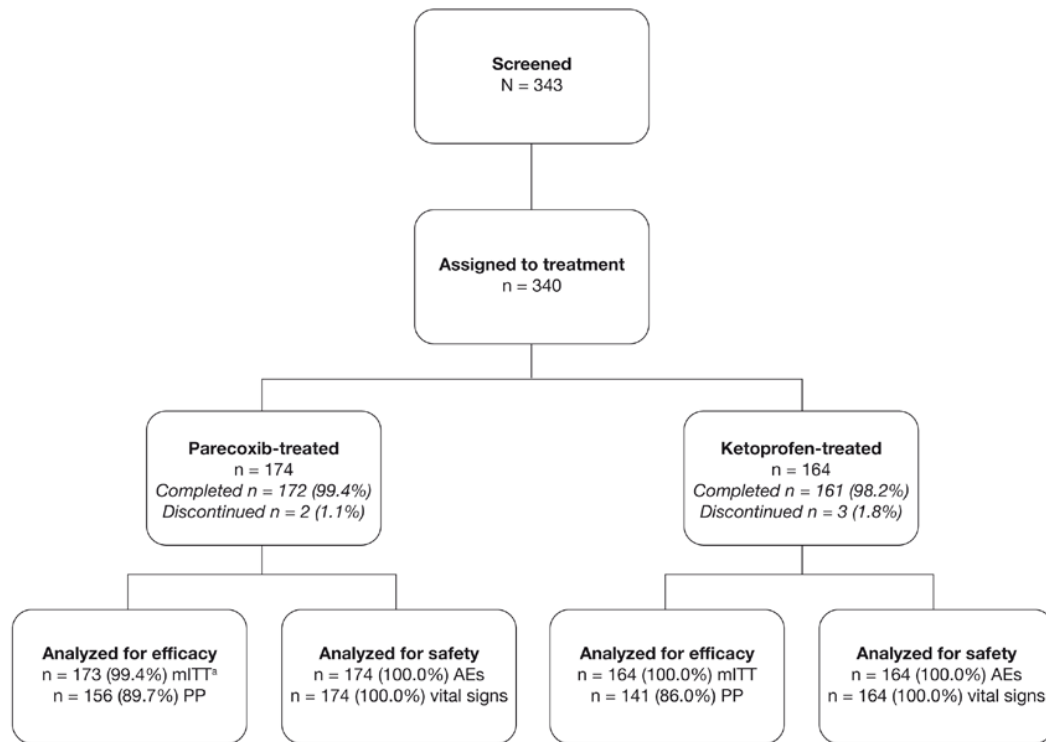 Screened
N = 343
Assigned to treatment
n = 340
Parecoxib-treated
n = 174
Completed n = 172 (99.4%)
Discontinued n = 2 (1.1%)
Ketoprofen-treated
n = 164
Completed n = 161 (98.2%)
Discontinued n = 3 (1.8%)
Analyzed for efficacy
n = 173 (99.4%) mITTᵃ
n = 156 (89.7%) PP
Analyzed for safety
n = 174 (100.0%) AEs
n = 174 (100.0%) vital signs
Analyzed for efficacy
n = 164 (100.0%) mITT
n = 141 (86.0%) PP
Analyzed for safety
n = 164 (100.0%) AEs
n = 164 (100.0%) vital signs